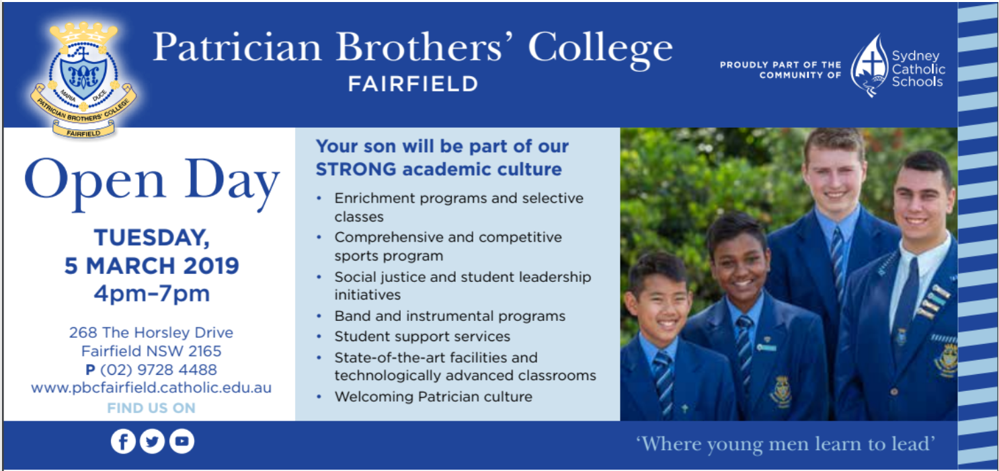 Patrician Brothers' College
FAIRFIELD
MARIA DUCE
PATRICIAN BROTHERS' COLLEGE
FAIRFIELD
PROUDLY PART OF THE
COMMUNITY OF
Sydney
Catholic
Schools
Open Day
TUESDAY,
5 MARCH 2019
4pm–7pm
268 The Horsley Drive
Fairfield NSW 2165
P (02) 9728 4488
www.pbcfairfield.catholic.edu.au
FIND US ON
Your son will be part of our
STRONG academic culture
• Enrichment programs and selective
classes
• Comprehensive and competitive
sports program
• Social justice and student leadership
initiatives
• Band and instrumental programs
• Student support services
• State-of-the-art facilities and
technologically advanced classrooms
• Welcoming Patrician culture
'Where young men learn to lead'